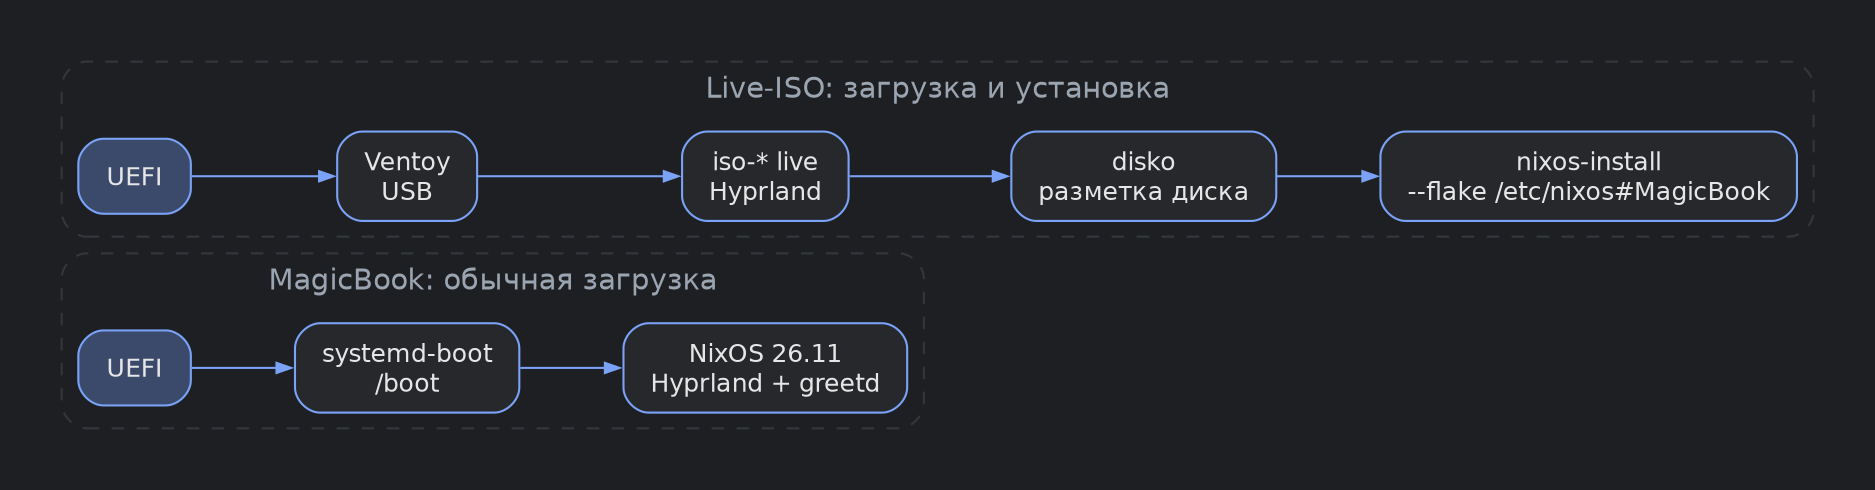 Live-ISO: загрузка и установка
UEFI
Ventoy
USB
iso-* live
Hyprland
disko
разметка диска
nixos-install
--flake /etc/nixos#MagicBook
MagicBook: обычная загрузка
UEFI
systemd-boot
/boot
NixOS 26.11
Hyprland + greetd